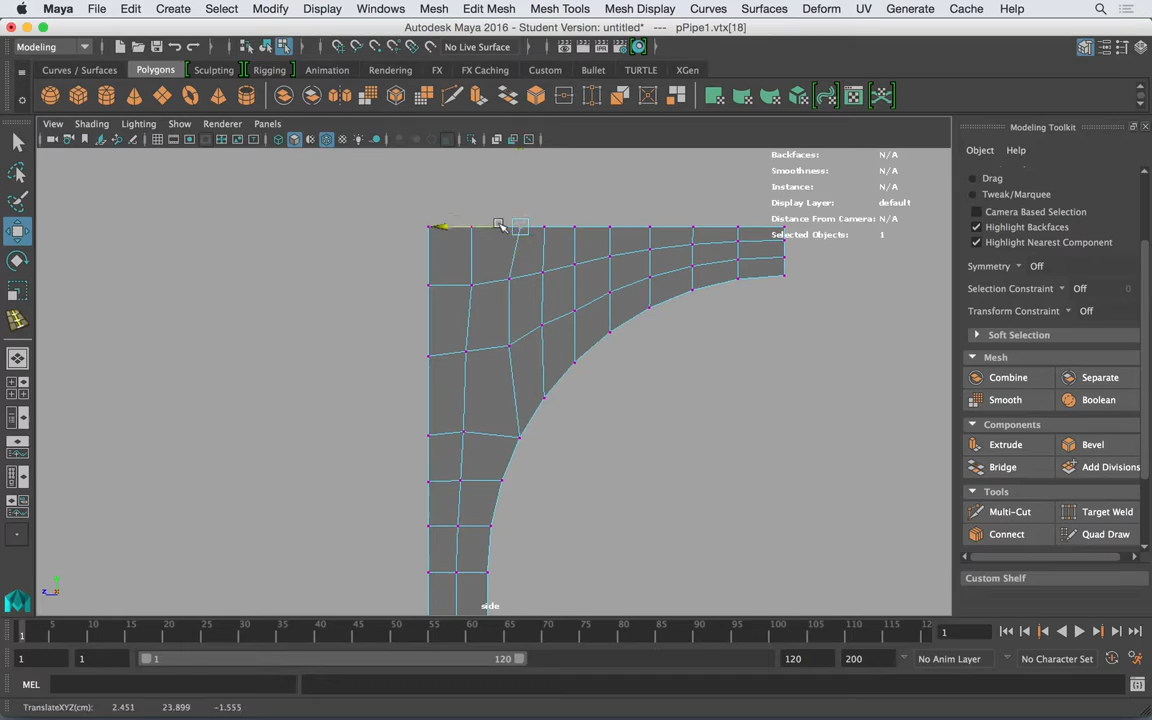 Maya File Edit Create Select Modify Display Windows Mesh Edit Mesh Mesh Tools Mesh Display Curves Surfaces Deform UV Generate Cache Help
Autodesk Maya 2016 - Student Version: untitled* --- pPipe1.vtx[18]
Modeling No Live Surface
Curves / Surfaces Polygons Sculpting Rigging Animation Rendering FX FX Caching Custom Bullet TURTLE XGen
View Shading Lighting Show Renderer Panels
Modeling Toolkit
Object Help
Backfaces: N/A
Smoothness: N/A
Instance: N/A
Display Layer: default
Distance From Camera: N/A
Selected Objects: 1
Drag
Tweak/Marquee
Camera Based Selection
Highlight Backfaces
Highlight Nearest Component
Symmetry Off
Selection Constraint Off 0
Transform Constraint Off
Soft Selection
Mesh
Combine Separate
Smooth Boolean
Components
Extrude Bevel
Bridge Add Divisions
Tools
Multi-Cut Target Weld
Connect Quad Draw
Custom Shelf
z
side
1 5 10 15 20 25 30 35 40 45 50 55 60 65 70 75 80 85 90 95 100 105 110 115 12
1
1 1 1 120 120 200 No Anim Layer No Character Set
MEL
TranslateXYZ(cm): 2.451 23.899 -1.555